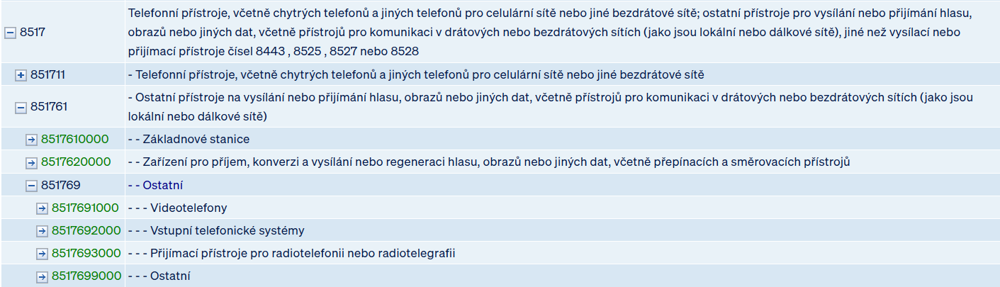 8517 Telefonní přístroje, včetně chytrých telefonů a jiných telefonů pro celulární sítě nebo jiné bezdrátové sítě; ostatní přístroje pro vysílání nebo přijímání hlasu,
obrazů nebo jiných dat, včetně přístrojů pro komunikaci v drátových nebo bezdrátových sítích (jako jsou lokální nebo dálkové sítě), jiné než vysílací nebo
přijímací přístroje čísel 8443 , 8525 , 8527 nebo 8528
851711 - Telefonní přístroje, včetně chytrých telefonů a jiných telefonů pro celulární sítě nebo jiné bezdrátové sítě
851761 - Ostatní přístroje na vysílání nebo přijímání hlasu, obrazů nebo jiných dat, včetně přístrojů pro komunikaci v drátových nebo bezdrátových sítích (jako jsou
lokální nebo dálkové sítě)
8517610000 - - Základnové stanice
8517620000 - - Zařízení pro příjem, konverzi a vysílání nebo regeneraci hlasu, obrazů nebo jiných dat, včetně přepínacích a směrovacích přístrojů
851769 - - Ostatní
8517691000 - - - Videotelefony
8517692000 - - - Vstupní telefonické systémy
8517693000 - - - Přijímací přístroje pro radiotelefonii nebo radiotelegrafii
8517699000 - - - Ostatní